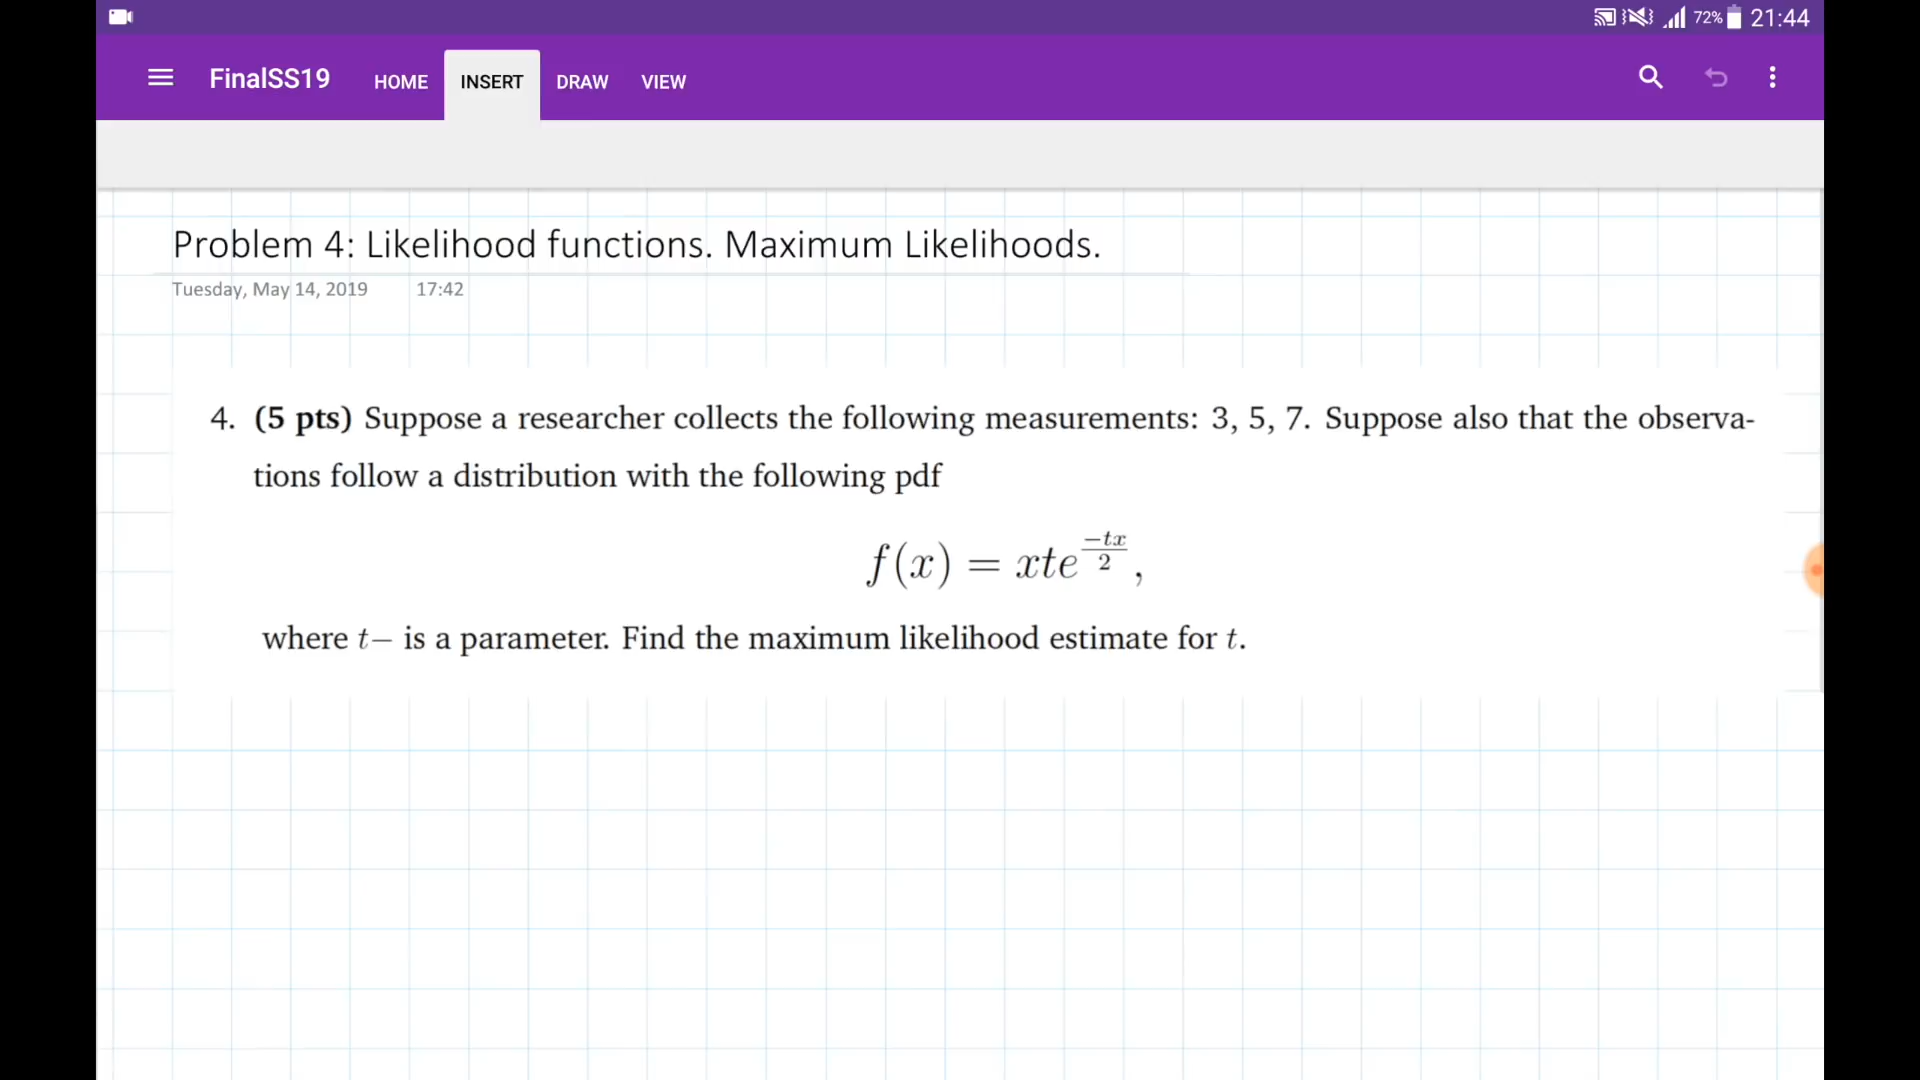 72% 21:44
FinalSS19 HOME INSERT DRAW VIEW
Problem 4: Likelihood functions. Maximum Likelihoods.
Tuesday, May 14, 2019 17:42
4. (5 pts) Suppose a researcher collects the following measurements: 3, 5, 7. Suppose also that the observa-
tions follow a distribution with the following pdf
f(x) = xte^{\frac{-tx}{2}},
where t− is a parameter. Find the maximum likelihood estimate for t.